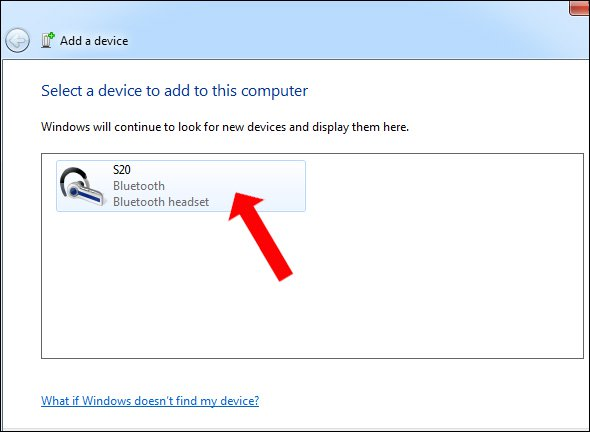 Add a device
Select a device to add to this computer
Windows will continue to look for new devices and display them here.
S20
Bluetooth
Bluetooth headset
What if Windows doesn't find my device?